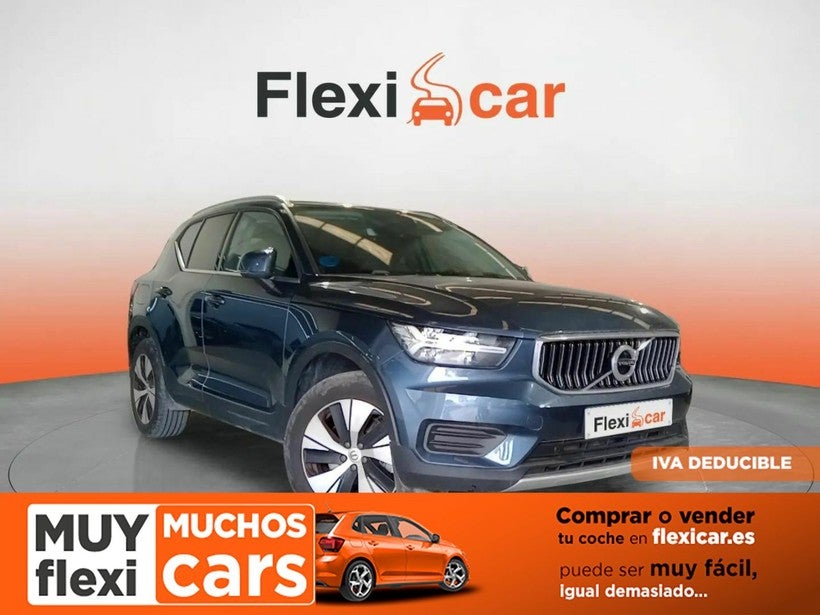 Flexicar
Flexicar
IVA DEDUCIBLE
MUY
flexi
MUCHOS
cars
Comprar o vender
tu coche en flexicar.es
puede ser muy fácil,
igual demaslado...